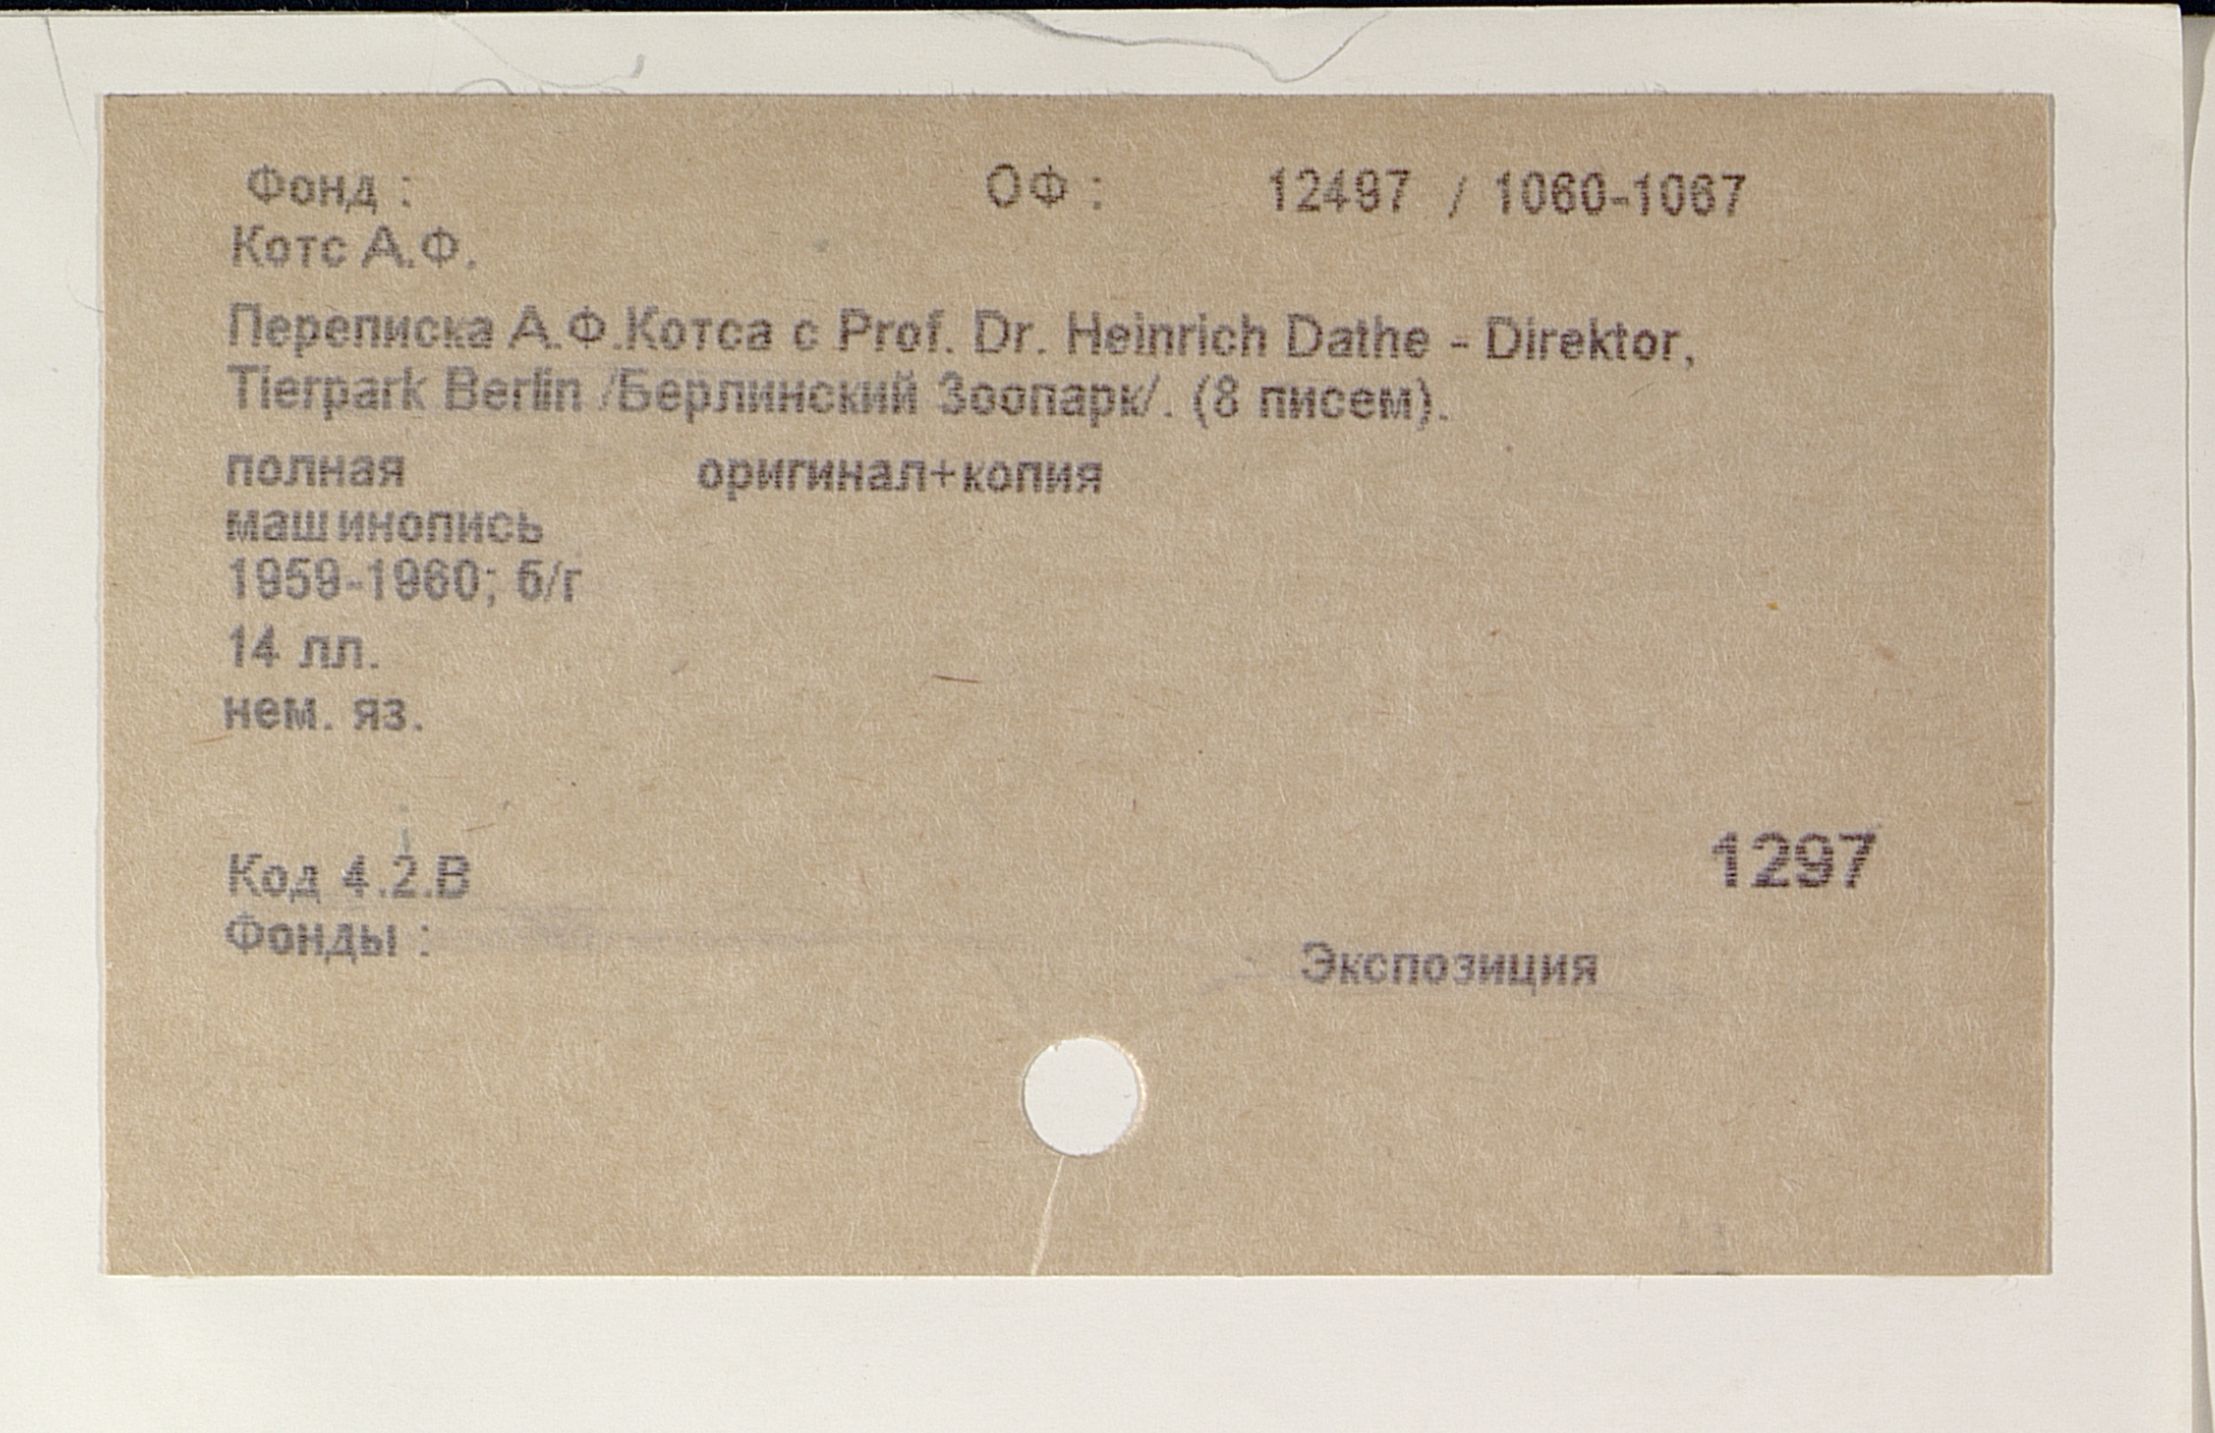 Фонд : ОФ : 12497 / 1060-1067
Котс А.Ф.
Переписка А.Ф.Котса с Prof. Dr. Heinrich Dathe - Direktor,
Tierpark Berlin /Берлинский Зоопарк/. (8 писем).
полная оригинал+копия
машинопись
1959-1960; б/г
14 лл.
нем. яз.
Код 4.2.В 1297
Фонды : Экспозиция